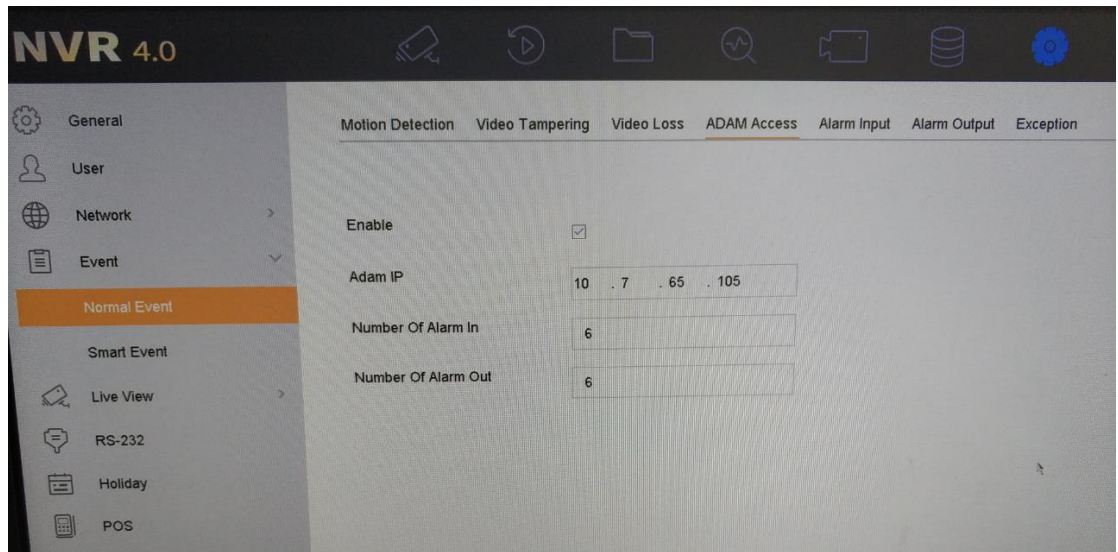 NVR 4.0
General
User
Network
Event
Normal Event
Smart Event
Live View
RS-232
Holiday
POS
Motion Detection Video Tampering Video Loss ADAM Access Alarm Input Alarm Output Exception
Enable
Adam IP 10 . 7 . 65 . 105
Number Of Alarm In 6
Number Of Alarm Out 6